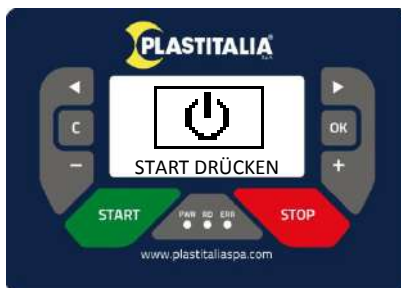 PLASTITALIA
S.p.A.
C
OK
START DRÜCKEN
-
+
START
PWR RD ERR
STOP
www.plastitaliaspa.com